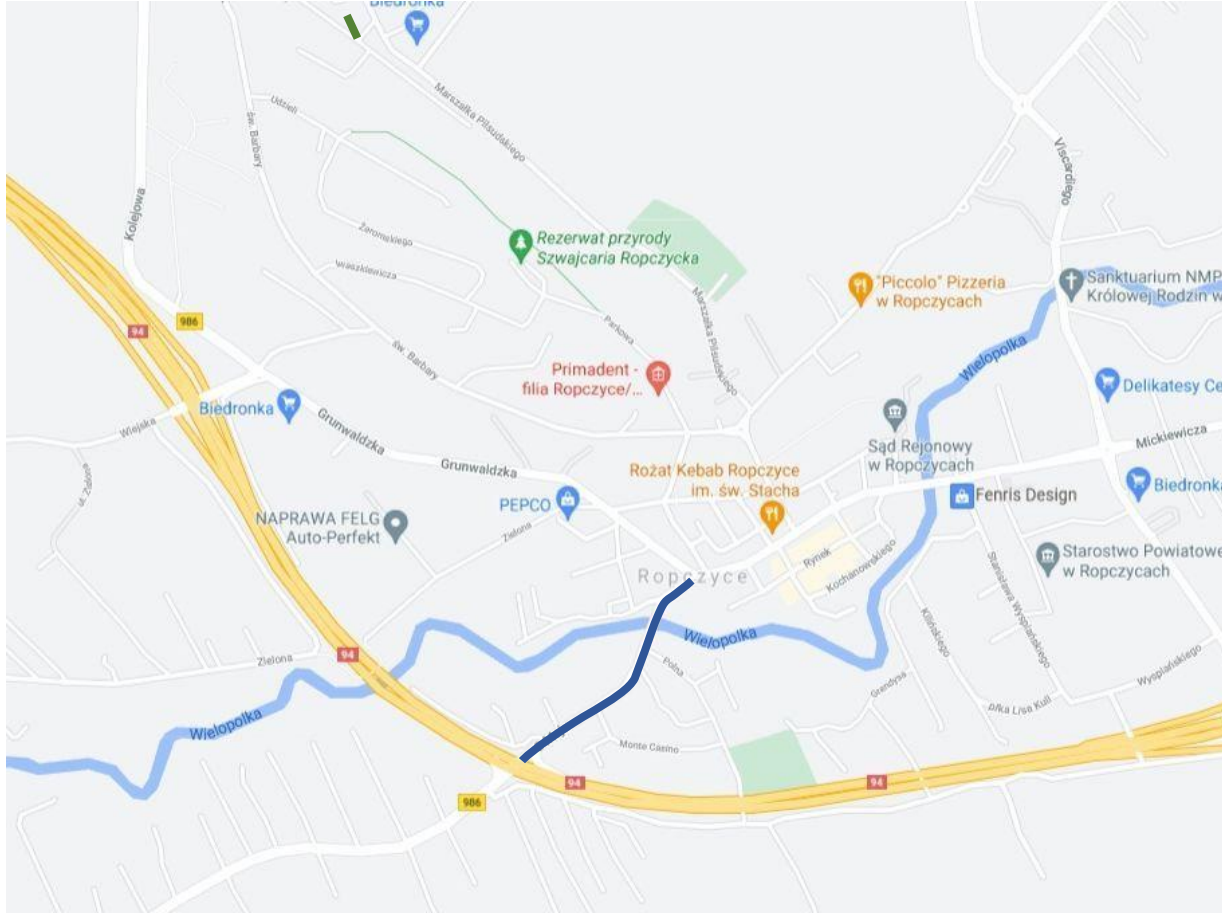 Biedronka
Udzieli
św. Barbary
Marszałka Piłsudskiego
Viscardiego
Kolejowa
Żeromskiego
Rezerwat przyrody
Szwajcaria Ropczycka
"Piccolo" Pizzeria
w Ropczycach
Sanktuarium NMP
Królowej Rodzin w
986
94
Parkowa
Marszałka Piłsudskiego
Wielopolka
św. Barbary
Primadent -
filia Ropczyce/...
Delikatesy Ce
Biedronka
Wiejska
Grunwaldzka
Grunwaldzka
Sąd Rejonowy
w Ropczycach
Mickiewicza
ul. Zielona
Rożat Kebab Ropczyce
im. św. Stacha
PEPCO
Fenris Design
Biedronka
NAPRAWA FELG
Auto-Perfekt
Zielona
Rynek
Kochanowskiego
Starostwo Powiatowe
w Ropczycach
Ropczyce
Stanisława Wyspiańskiego
Kilińskiego
Wielopolka
Zielona
94
Polna
Grandysa
Wyspiańskiego
płka Lisa Kuli
Wielopolka
Monte Casino
94
94
986